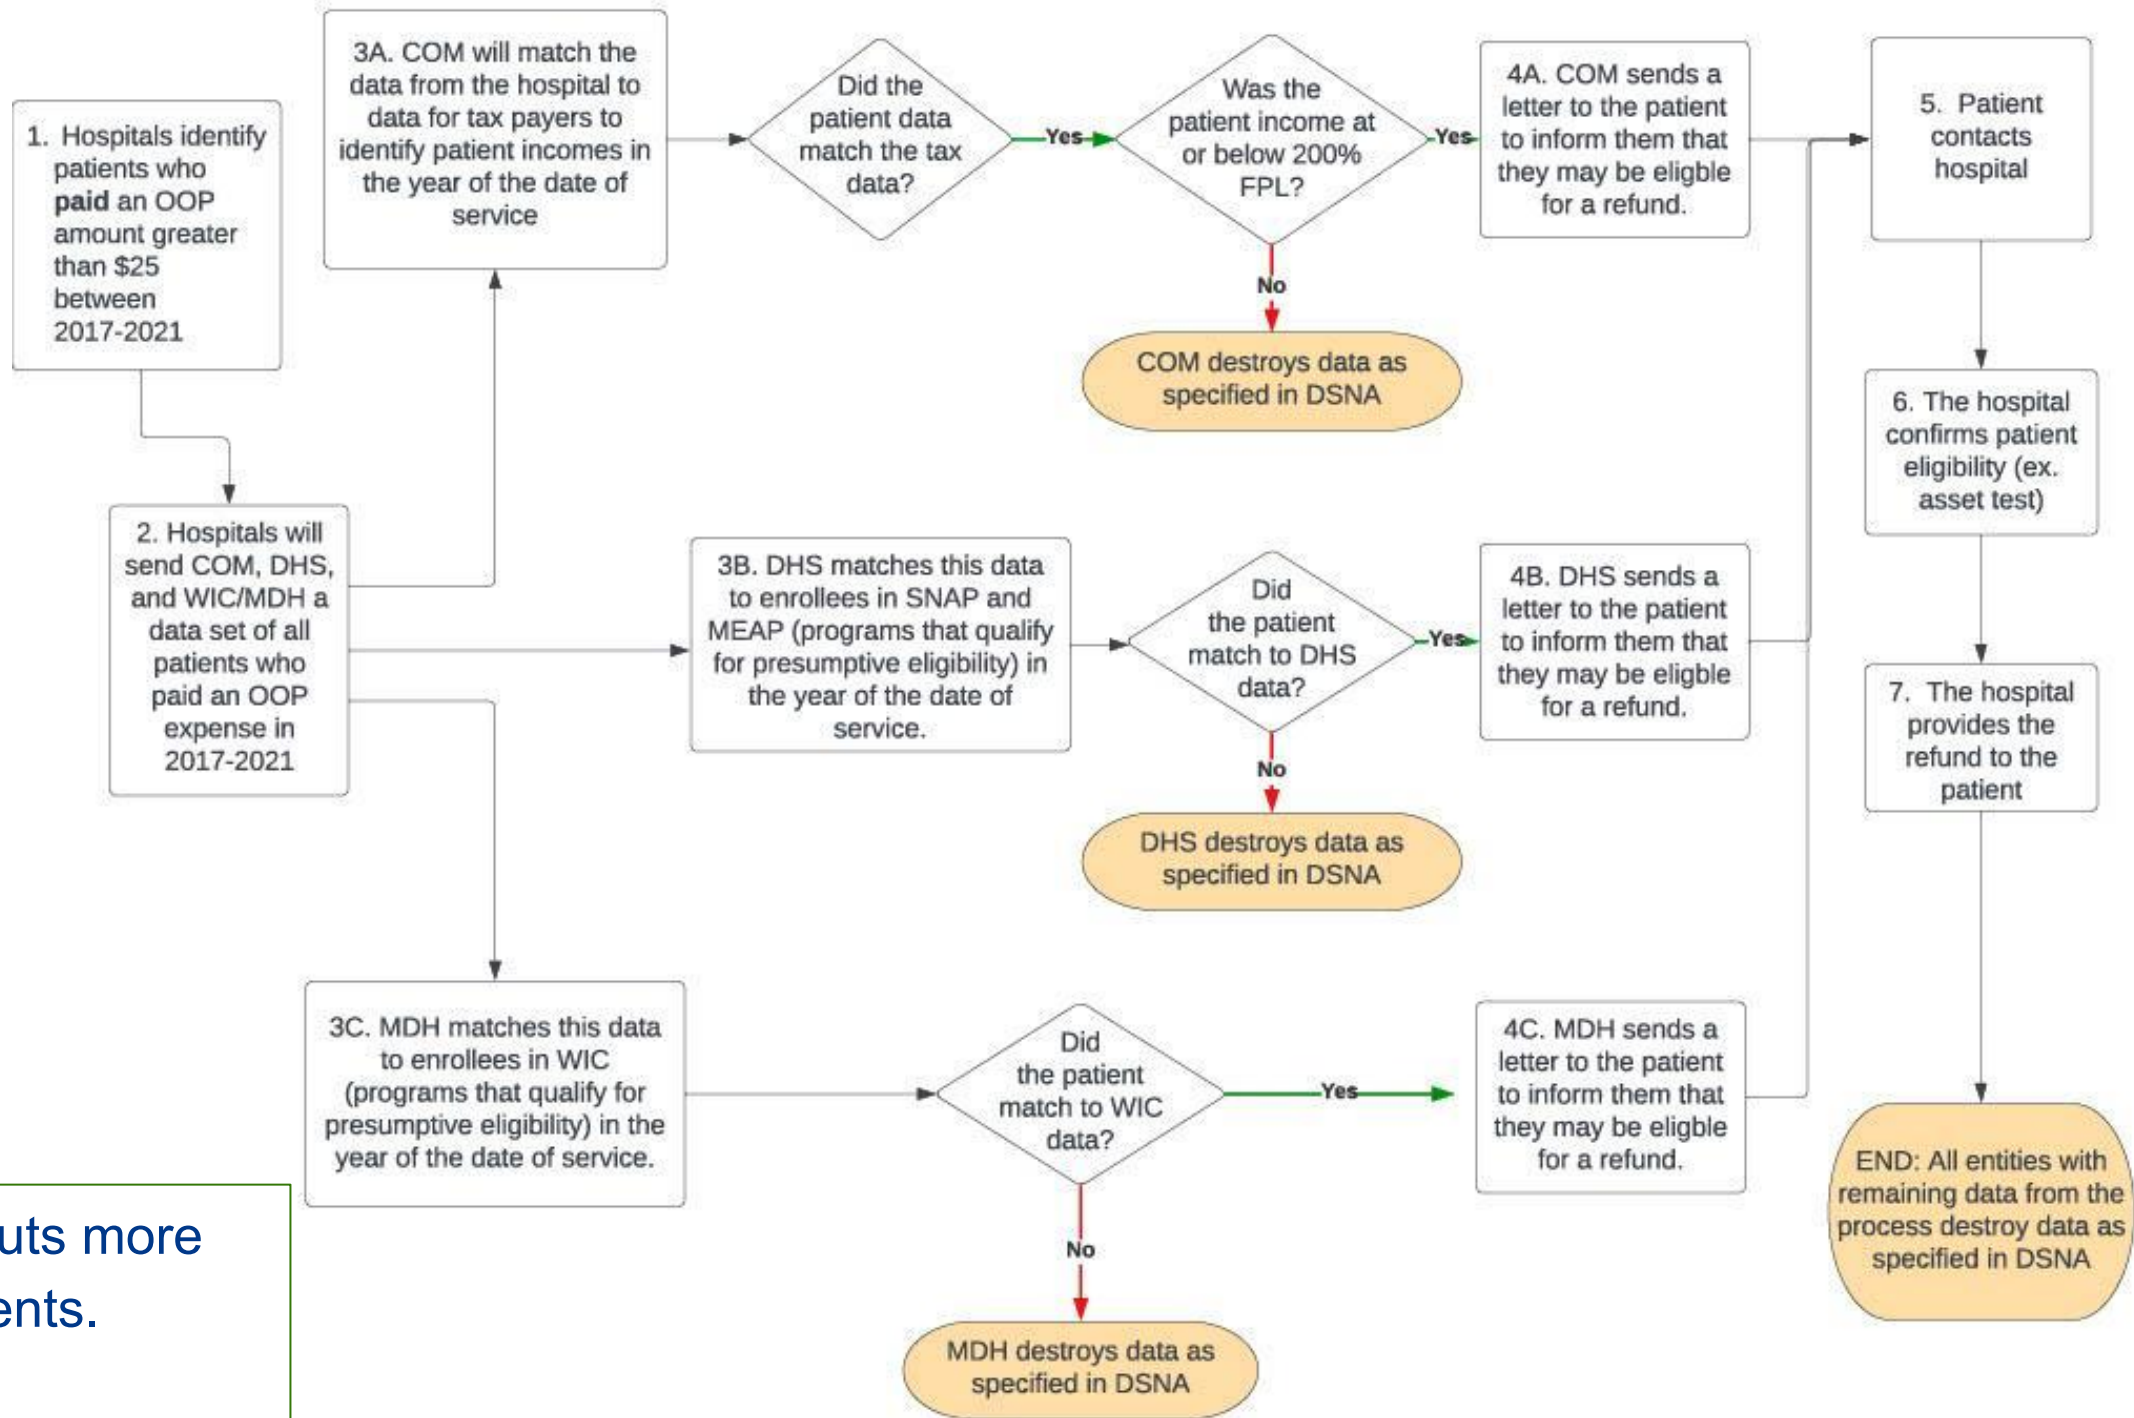 1. Hospitals identify
patients who
paid an OOP
amount greater
than $25
between
2017-2021
2. Hospitals will
send COM, DHS,
and WIC/MDH a
data set of all
patients who
paid an OOP
expense in
2017-2021
3A. COM will match the
data from the hospital to
data for tax payers to
identify patient incomes in
the year of the date of
service
Did the
patient data
match the tax
data?
Yes
Was the
patient income at
or below 200%
FPL?
Yes
No
COM destroys data as
specified in DSNA
4A. COM sends a
letter to the patient
to inform them that
they may be eligble
for a refund.
3B. DHS matches this data
to enrollees in SNAP and
MEAP (programs that qualify
for presumptive eligibility) in
the year of the date of
service.
Did
the patient
match to DHS
data?
Yes
No
DHS destroys data as
specified in DSNA
4B. DHS sends a
letter to the patient
to inform them that
they may be eligble
for a refund.
3C. MDH matches this data
to enrollees in WIC
(programs that qualify for
presumptive eligibility) in the
year of the date of service.
Did
the patient
match to WIC
data?
Yes
No
MDH destroys data as
specified in DSNA
4C. MDH sends a
letter to the patient
to inform them that
they may be eligble
for a refund.
5. Patient
contacts
hospital
6. The hospital
confirms patient
eligibility (ex.
asset test)
7. The hospital
provides the
refund to the
patient
END: All entities with
remaining data from the
process destroy data as
specified in DSNA
uts more
ents.